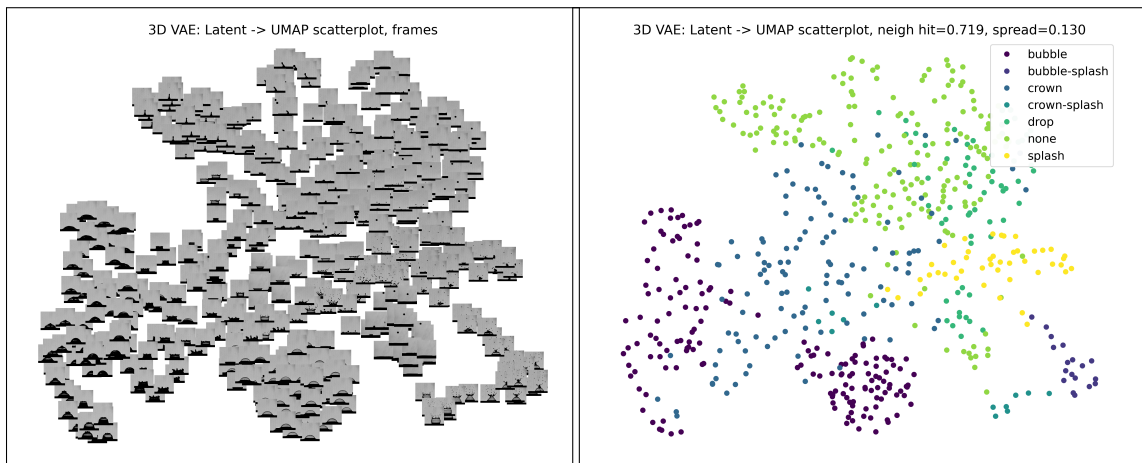 3D VAE: Latent -> UMAP scatterplot, frames
3D VAE: Latent -> UMAP scatterplot, neigh hit=0.719, spread=0.130
bubble
bubble-splash
crown
crown-splash
drop
none
splash